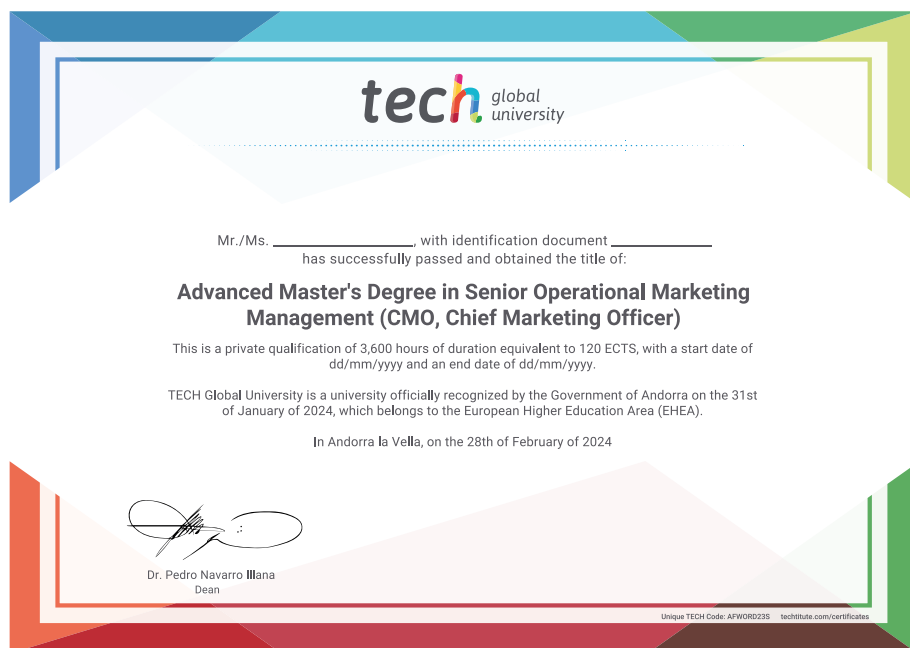 tech global university
Mr./Ms. ____________________, with identification document ______________
has successfully passed and obtained the title of:
Advanced Master's Degree in Senior Operational Marketing
Management (CMO, Chief Marketing Officer)
This is a private qualification of 3,600 hours of duration equivalent to 120 ECTS, with a start date of
dd/mm/yyyy and an end date of dd/mm/yyyy.
TECH Global University is a university officially recognized by the Government of Andorra on the 31st
of January of 2024, which belongs to the European Higher Education Area (EHEA).
In Andorra la Vella, on the 28th of February of 2024
Dr. Pedro Navarro Illana
Dean
Unique TECH Code: AFWORD23S techtitute.com/certificates